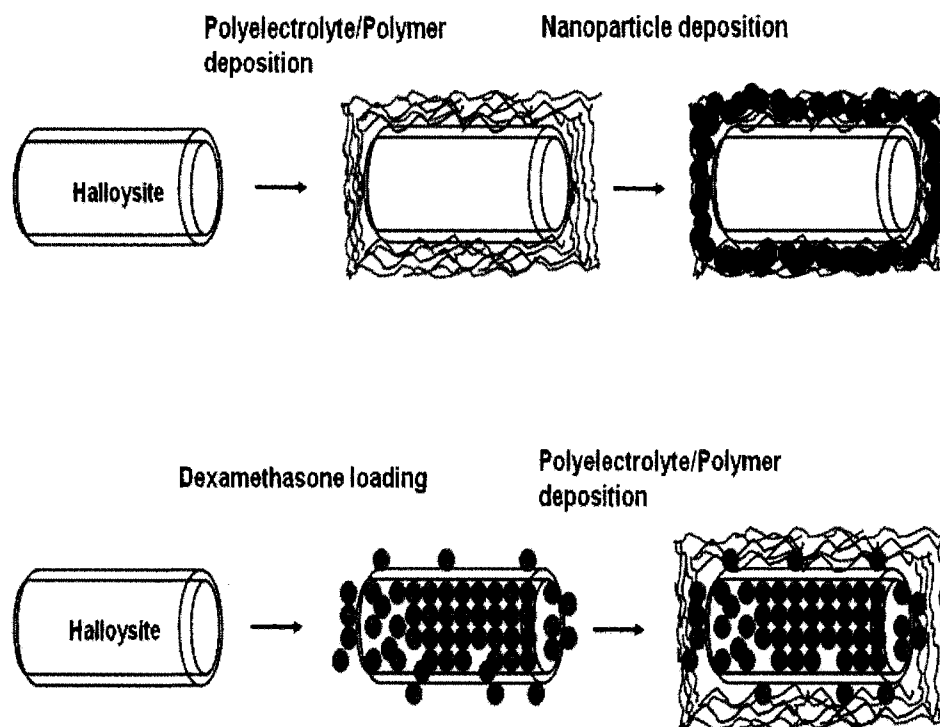 Polyelectrolyte/Polymer
deposition
Nanoparticle deposition
Halloysite
Dexamethasone loading
Polyelectrolyte/Polymer
deposition
Halloysite